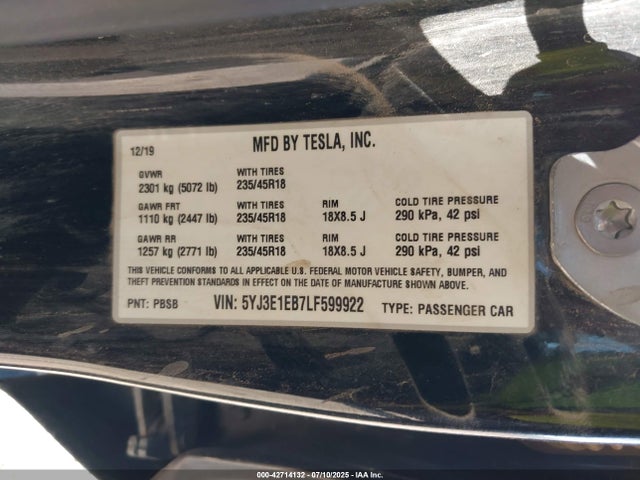 12/19 MFD BY TESLA, INC.
GVWR WITH TIRES
2301 kg (5072 lb) 235/45R18
GAWR FRT WITH TIRES RIM COLD TIRE PRESSURE
1110 kg (2447 lb) 235/45R18 18X8.5 J 290 kPa, 42 psi
GAWR RR WITH TIRES RIM COLD TIRE PRESSURE
1257 kg (2771 lb) 235/45R18 18X8.5 J 290 kPa, 42 psi
THIS VEHICLE CONFORMS TO ALL APPLICABLE U.S. FEDERAL MOTOR VEHICLE SAFETY, BUMPER, AND
THEFT PREVENTION STANDARDS IN EFFECT ON THE DATE OF MANUFACTURE SHOWN ABOVE.
PNT: PBSB VIN: 5YJ3E1EB7LF599922 TYPE: PASSENGER CAR
000-42714132 - 07/10/2025 - IAA Inc.